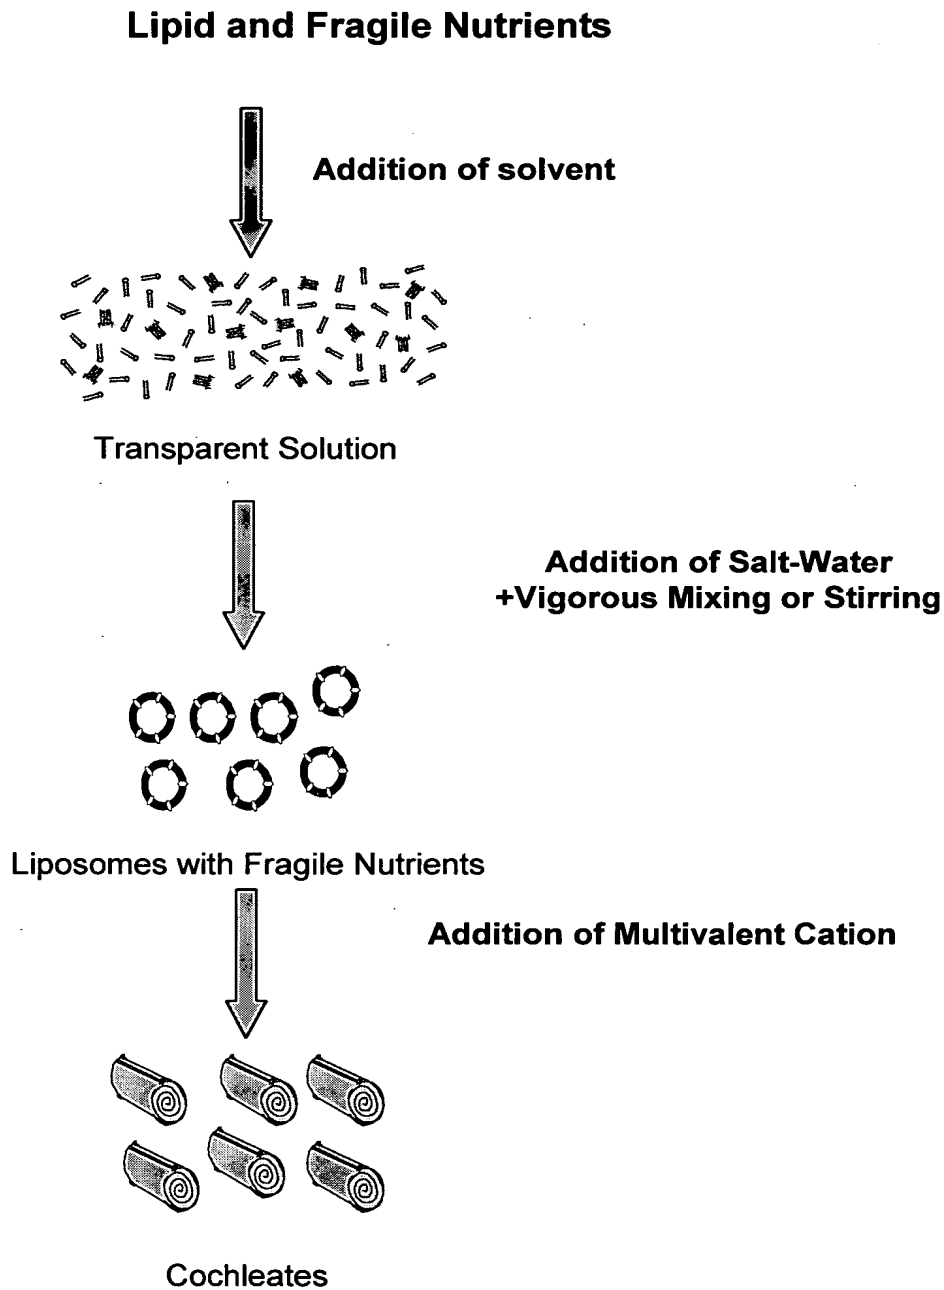 Lipid and Fragile Nutrients
Addition of solvent
Transparent Solution
Addition of Salt-Water
+Vigorous Mixing or Stirring
Liposomes with Fragile Nutrients
Addition of Multivalent Cation
Cochleates